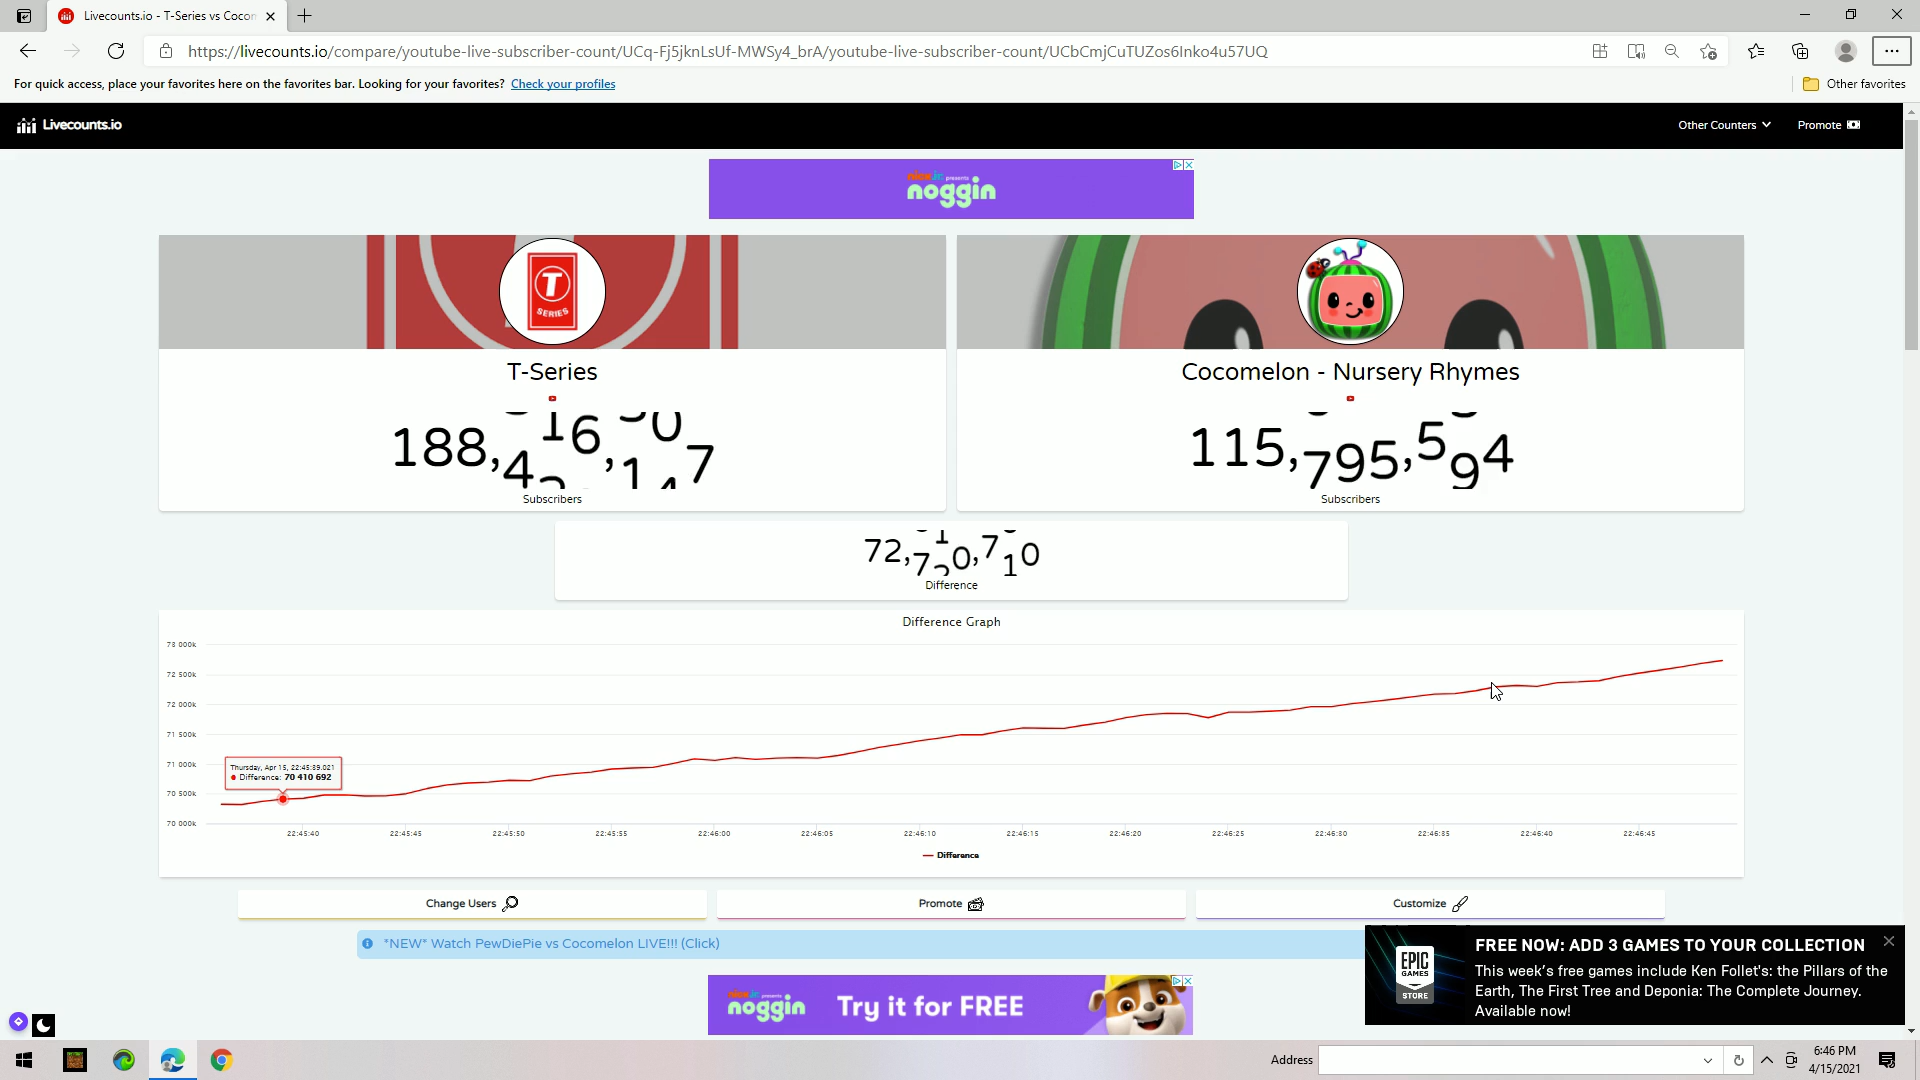 Livecounts.io - T-Series vs Cocom
https://livecounts.io/compare/youtube-live-subscriber-count/UCq-Fj5jknLsUf-MWSy4_brA/youtube-live-subscriber-count/UCbCmjCuTUZos6Inko4u57UQ
For quick access, place your favorites here on the favorites bar. Looking for your favorites? Check your profiles
Other favorites
Livecounts.io
Other Counters
Promote
nick jr. presents
noggin
T SERIES
T-Series
Cocomelon - Nursery Rhymes
188,
115,795,594
Subscribers
Subscribers
72,
Difference
Difference Graph
73 000k
72 500k
72 000k
71 500k
71 000k
70 500k
70 000k
Thursday, Apr 15, 22:45:39.021
Difference: 70 410 692
22:45:40 22:45:45 22:45:50 22:45:55 22:46:00 22:46:05 22:46:10 22:46:15 22:46:20 22:46:25 22:46:30 22:46:35 22:46:40 22:46:45
Difference
Change Users
Promote
Customize
*NEW* Watch PewDiePie vs Cocomelon LIVE!!! (Click)
nick jr. presents
noggin
Try it for FREE
EPIC GAMES STORE
FREE NOW: ADD 3 GAMES TO YOUR COLLECTION
This week's free games include Ken Follet's: the Pillars of the
Earth, The First Tree and Deponia: The Complete Journey.
Available now!
Address
6:46 PM
4/15/2021